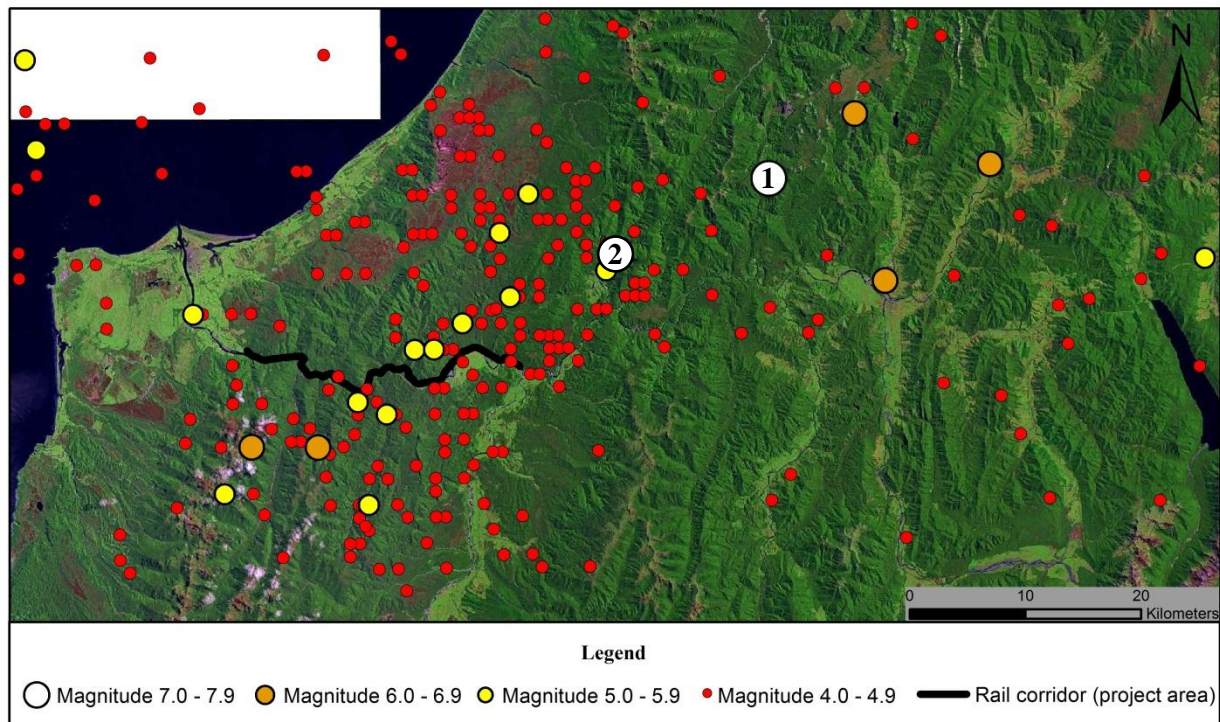 N
1
2
0 10 20
Kilometers
Legend
Magnitude 7.0 - 7.9 Magnitude 6.0 - 6.9 Magnitude 5.0 - 5.9 Magnitude 4.0 - 4.9 Rail corridor (project area)